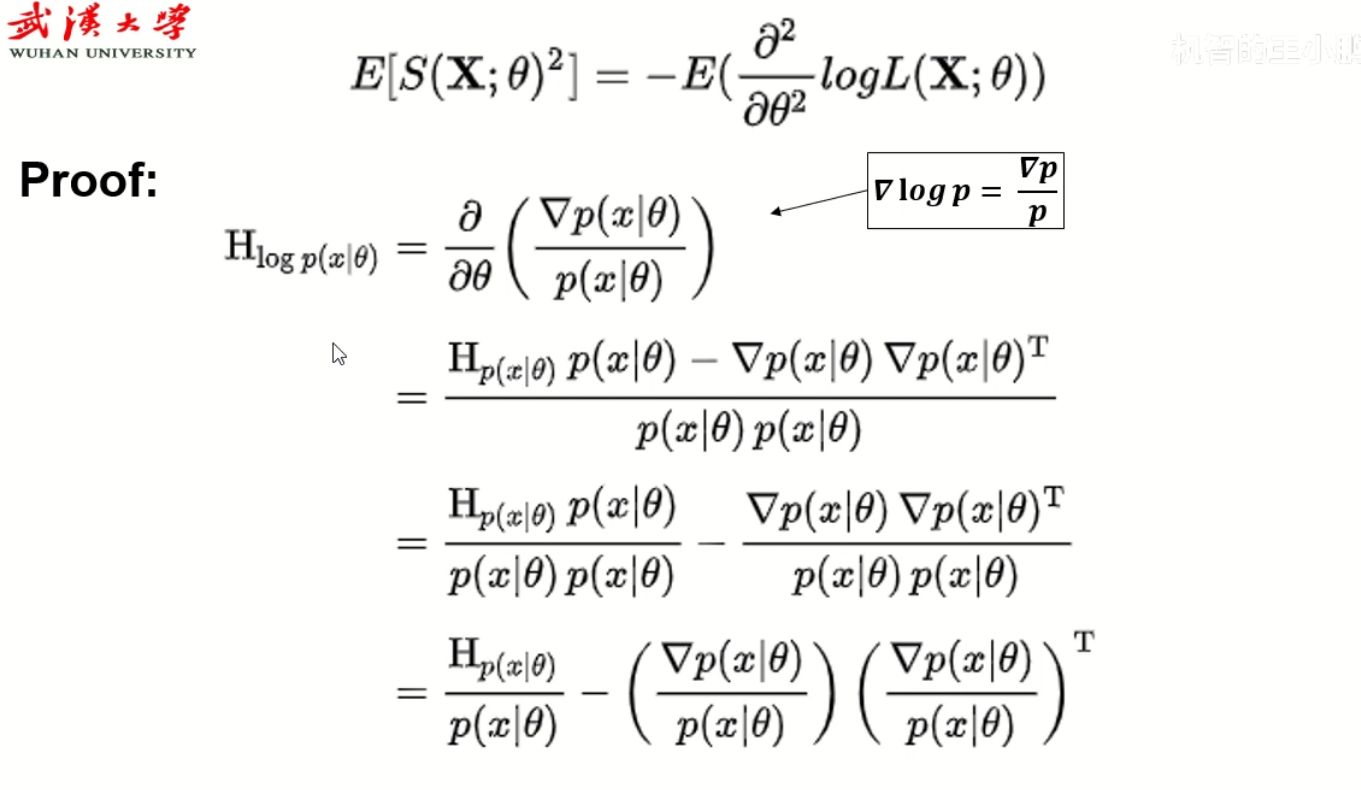 武漢大學
WUHAN UNIVERSITY
E[S(𝐗;θ)²] = −E(∂²/∂θ² logL(𝐗;θ))
Proof:
∇ log p = ∇p/p
H_{log p(x|θ)} = ∂/∂θ (∇p(x|θ)/p(x|θ))
= (H_{p(x|θ)} p(x|θ) − ∇p(x|θ) ∇p(x|θ)ᵀ)/(p(x|θ) p(x|θ))
= (H_{p(x|θ)} p(x|θ))/(p(x|θ) p(x|θ)) − (∇p(x|θ) ∇p(x|θ)ᵀ)/(p(x|θ) p(x|θ))
= H_{p(x|θ)}/p(x|θ) − (∇p(x|θ)/p(x|θ)) (∇p(x|θ)/p(x|θ))ᵀ